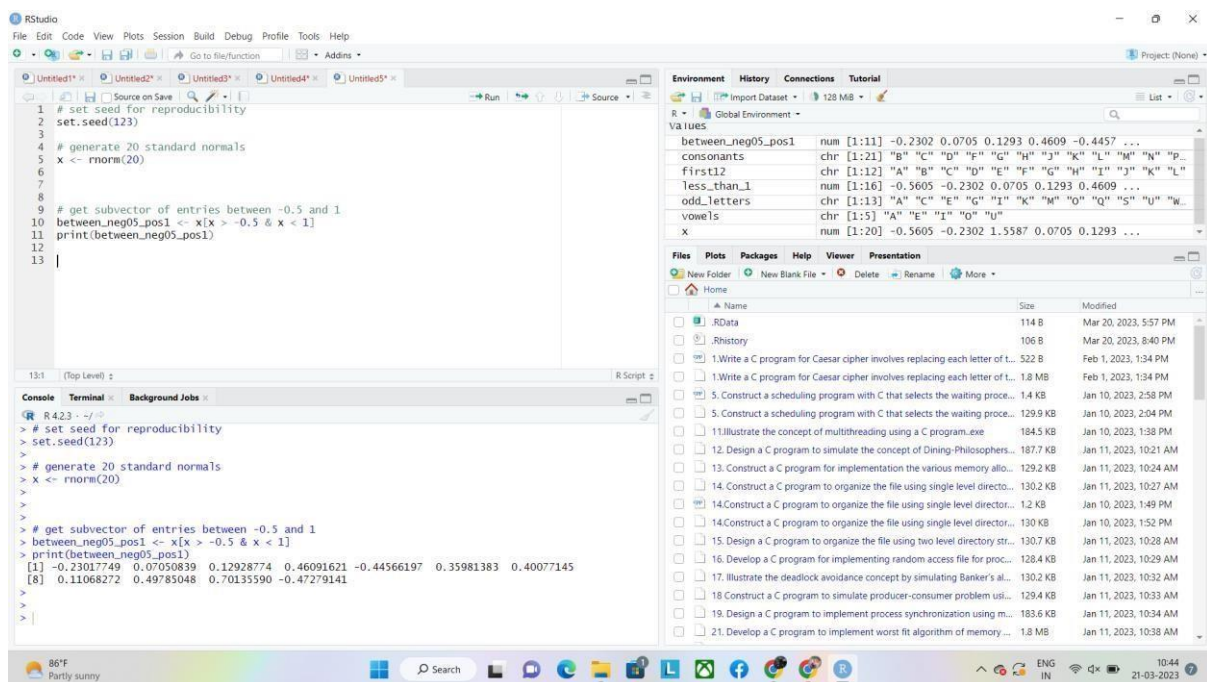 RStudio
File Edit Code View Plots Session Build Debug Profile Tools Help
Go to file/function Addins Project: (None)
Untitled1* Untitled2* Untitled3* Untitled4* Untitled5*
Source on Save Run Source
1 # set seed for reproducibility
2 set.seed(123)
3
4 # generate 20 standard normals
5 x <- rnorm(20)
6
7
8
9 # get subvector of entries between -0.5 and 1
10 between_neg05_pos1 <- x[x > -0.5 & x < 1]
11 print(between_neg05_pos1)
12
13
13:1 (Top Level) R Script
Console Terminal Background Jobs
R 4.2.3 · ~/
> # set seed for reproducibility
> set.seed(123)
>
> # generate 20 standard normals
> x <- rnorm(20)
>
>
>
> # get subvector of entries between -0.5 and 1
> between_neg05_pos1 <- x[x > -0.5 & x < 1]
> print(between_neg05_pos1)
[1] -0.23017749 0.07050839 0.12928774 0.46091621 -0.44566197 0.35981383 0.40077145
[8] 0.11068272 0.49785048 0.70135590 -0.47279141
>
>
>
Environment History Connections Tutorial
Import Dataset 128 MiB List
R Global Environment
Values
between_neg05_pos1 num [1:11] -0.2302 0.0705 0.1293 0.4609 -0.4457 ...
consonants chr [1:21] "B" "C" "D" "F" "G" "H" "J" "K" "L" "M" "N" "P...
first12 chr [1:12] "A" "B" "C" "D" "E" "F" "G" "H" "I" "J" "K" "L"
less_than_1 num [1:16] -0.5605 -0.2302 0.0705 0.1293 0.4609 ...
odd_letters chr [1:13] "A" "C" "E" "G" "I" "K" "M" "O" "Q" "S" "U" "W...
vowels chr [1:5] "A" "E" "I" "O" "U"
x num [1:20] -0.5605 -0.2302 1.5587 0.0705 0.1293 ...
Files Plots Packages Help Viewer Presentation
New Folder New Blank File Delete Rename More
Home
Name Size Modified
.RData 114 B Mar 20, 2023, 5:57 PM
.Rhistory 106 B Mar 20, 2023, 8:40 PM
1.Write a C program for Caesar cipher involves replacing each letter of t... 522 B Feb 1, 2023, 1:34 PM
1.Write a C program for Caesar cipher involves replacing each letter of t... 1.8 MB Feb 1, 2023, 1:34 PM
5. Construct a scheduling program with C that selects the waiting proce... 1.4 KB Jan 10, 2023, 2:58 PM
5. Construct a scheduling program with C that selects the waiting proce... 129.9 KB Jan 10, 2023, 2:04 PM
11.Illustrate the concept of multithreading using a C program..exe 184.5 KB Jan 10, 2023, 1:38 PM
12. Design a C program to simulate the concept of Dining-Philosophers... 187.7 KB Jan 11, 2023, 10:21 AM
13. Construct a C program for implementation the various memory allo... 129.2 KB Jan 11, 2023, 10:24 AM
14. Construct a C program to organize the file using single level directo... 130.2 KB Jan 11, 2023, 10:27 AM
14.Construct a C program to organize the file using single level director... 1.2 KB Jan 10, 2023, 1:49 PM
14.Construct a C program to organize the file using single level director... 130 KB Jan 10, 2023, 1:52 PM
15. Design a C program to organize the file using two level directory str... 130.7 KB Jan 11, 2023, 10:28 AM
16. Develop a C program for implementing random access file for proc... 128.4 KB Jan 11, 2023, 10:29 AM
17. Illustrate the deadlock avoidance concept by simulating Banker's al... 130.2 KB Jan 11, 2023, 10:32 AM
18 Construct a C program to simulate producer-consumer problem usi... 129.4 KB Jan 11, 2023, 10:33 AM
19. Design a C program to implement process synchronization using m... 183.6 KB Jan 11, 2023, 10:34 AM
21. Develop a C program to implement worst fit algorithm of memory ... 1.8 MB Jan 11, 2023, 10:38 AM
86°F
Partly sunny
Search
ENG
IN
10:44
21-03-2023
7